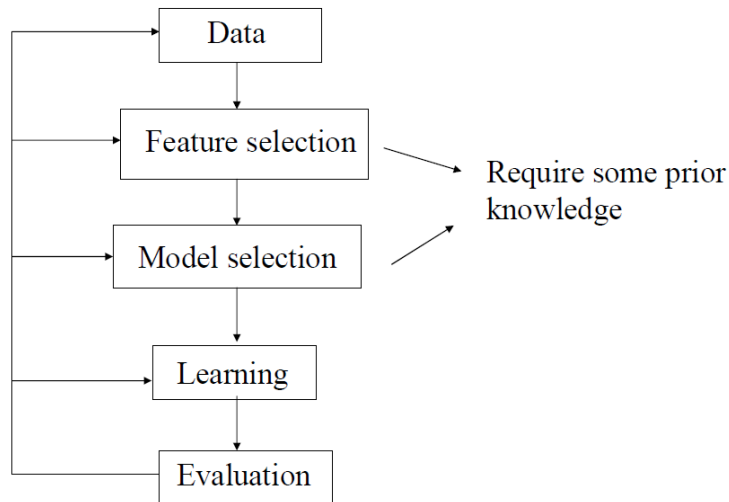 Data
Feature selection
Require some prior
knowledge
Model selection
Learning
Evaluation